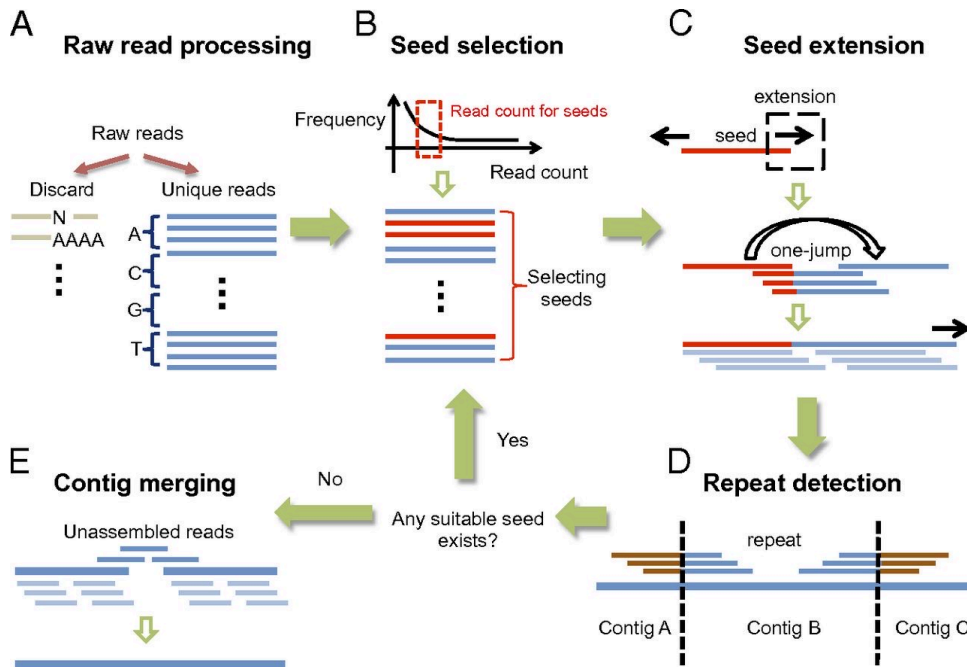 A
Raw read processing
Raw reads
Discard
Unique reads
N
AAAA
A
C
G
T
B
Seed selection
Frequency
Read count for seeds
Read count
Selecting
seeds
C
Seed extension
extension
seed
one-jump
D
Repeat detection
repeat
Contig A
Contig B
Contig C
Any suitable seed
exists?
Yes
No
E
Contig merging
Unassembled reads